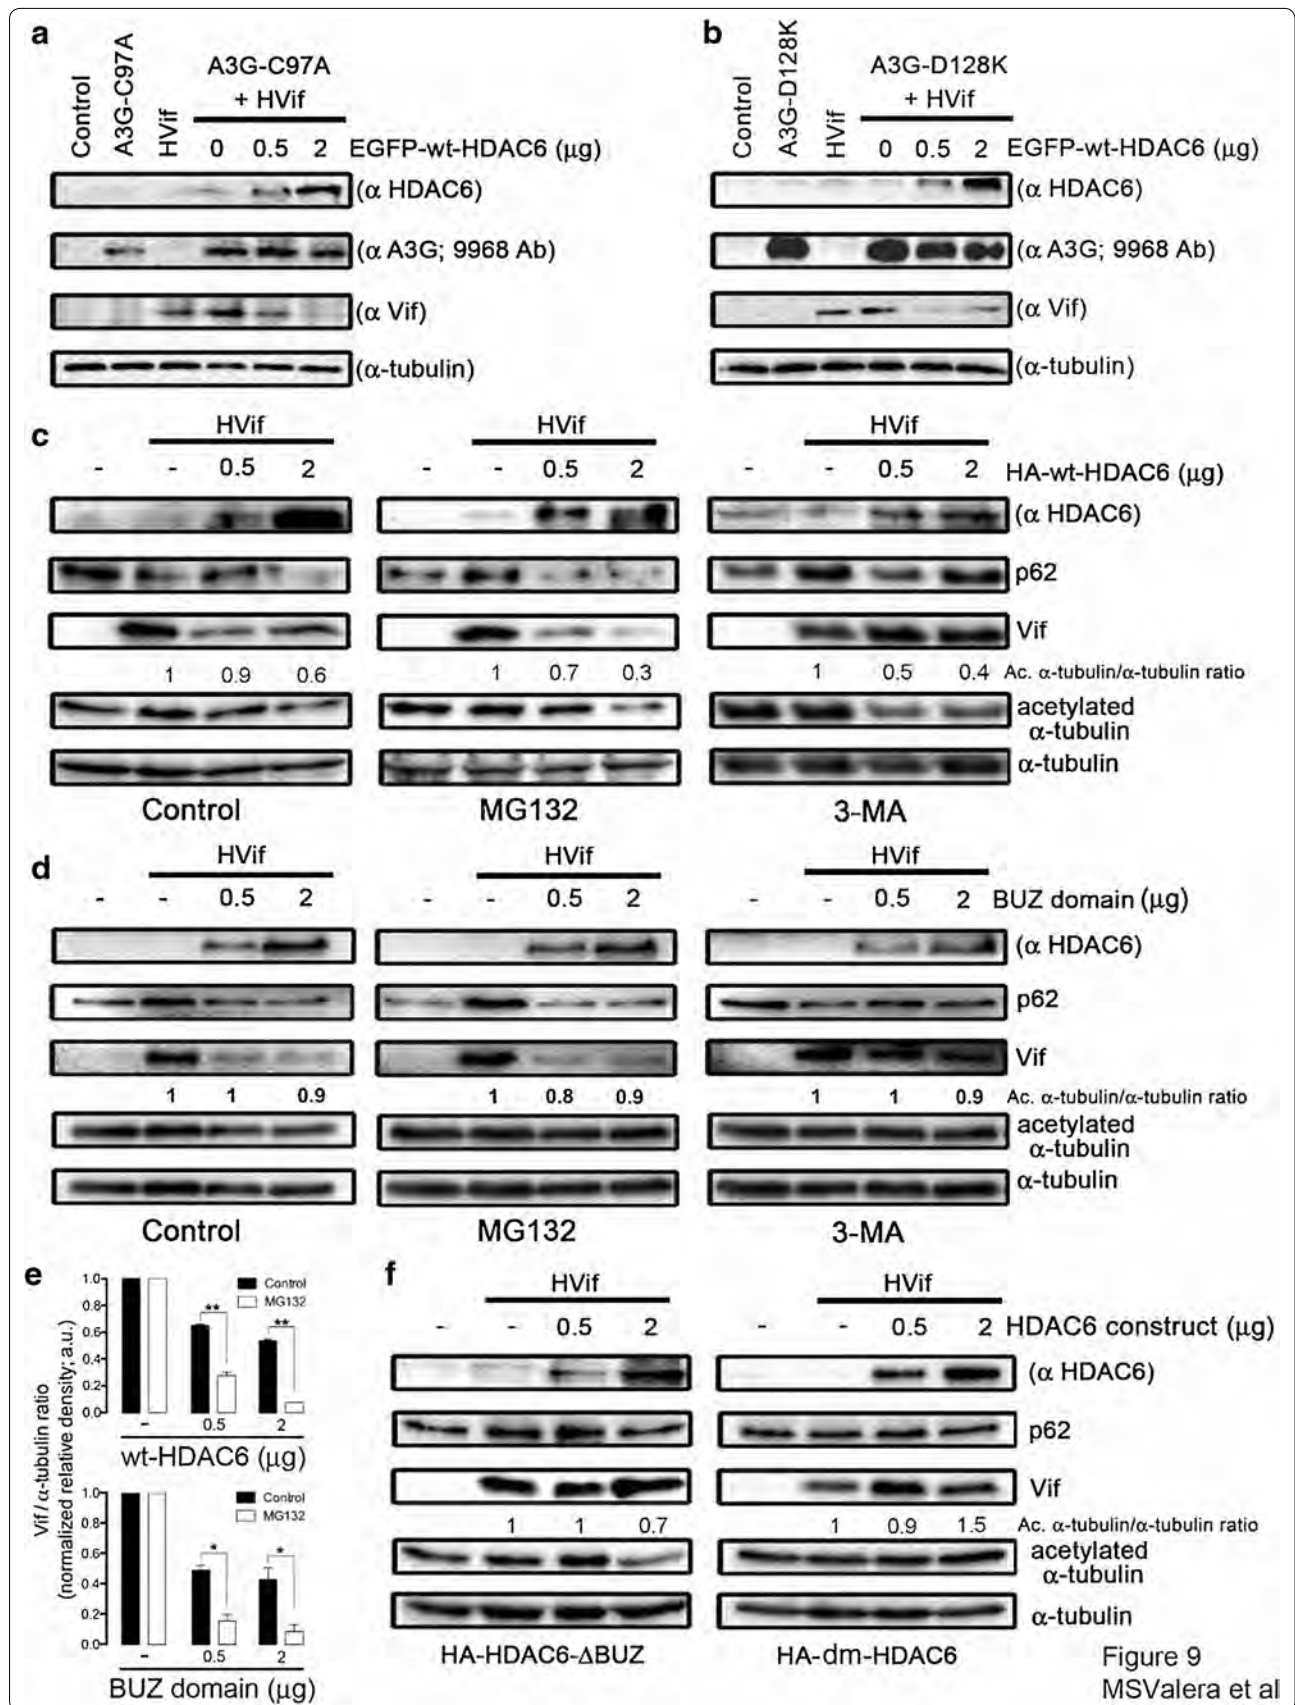 a
Control
A3G-C97A
HVif
A3G-C97A
+ HVif
0 0.5 2 EGFP-wt-HDAC6 (μg)
(α HDAC6)
(α A3G; 9968 Ab)
(α Vif)
(α-tubulin)
b
Control
A3G-D128K
HVif
A3G-D128K
+ HVif
0 0.5 2 EGFP-wt-HDAC6 (μg)
(α HDAC6)
(α A3G; 9968 Ab)
(α Vif)
(α-tubulin)
c
HVif HVif HVif
- - 0.5 2 - - 0.5 2 - - 0.5 2 HA-wt-HDAC6 (μg)
(α HDAC6)
p62
Vif
1 0.9 0.6 1 0.7 0.3 1 0.5 0.4 Ac. α-tubulin/α-tubulin ratio
acetylated
α-tubulin
α-tubulin
Control MG132 3-MA
d
HVif HVif HVif
- - 0.5 2 - - 0.5 2 - - 0.5 2 BUZ domain (μg)
(α HDAC6)
p62
Vif
1 1 0.9 1 0.8 0.9 1 1 0.9 Ac. α-tubulin/α-tubulin ratio
acetylated
α-tubulin
α-tubulin
Control MG132 3-MA
e
Vif / α-tubulin ratio
(normalized relative density; a.u.)
1.0
0.8
0.6
0.4
0.2
0.0
Control
MG132
** **
- 0.5 2
wt-HDAC6 (μg)
1.0
0.8
0.6
0.4
0.2
0.0
Control
MG132
* *
- 0.5 2
BUZ domain (μg)
f
HVif HVif
- - 0.5 2 - - 0.5 2 HDAC6 construct (μg)
(α HDAC6)
p62
Vif
1 1 0.7 1 0.9 1.5 Ac. α-tubulin/α-tubulin ratio
acetylated
α-tubulin
α-tubulin
HA-HDAC6-ΔBUZ HA-dm-HDAC6
Figure 9
MSValera et al